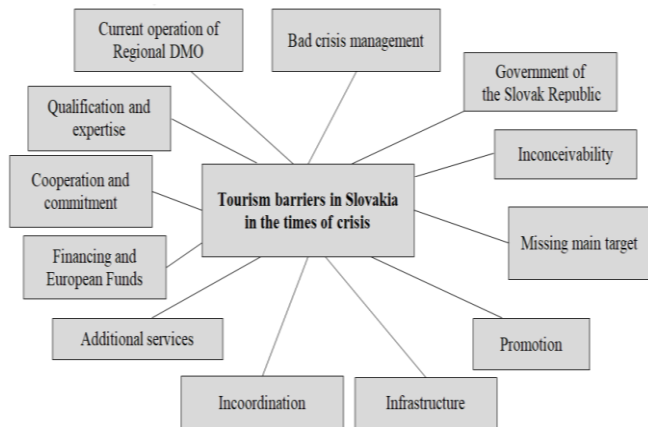 Current operation of
Regional DMO
Bad crisis management
Government of
the Slovak Republic
Qualification and
expertise
Inconceivability
Cooperation and
commitment
Tourism barriers in Slovakia
in the times of crisis
Missing main target
Financing and
European Funds
Additional services
Promotion
Incoordination
Infrastructure